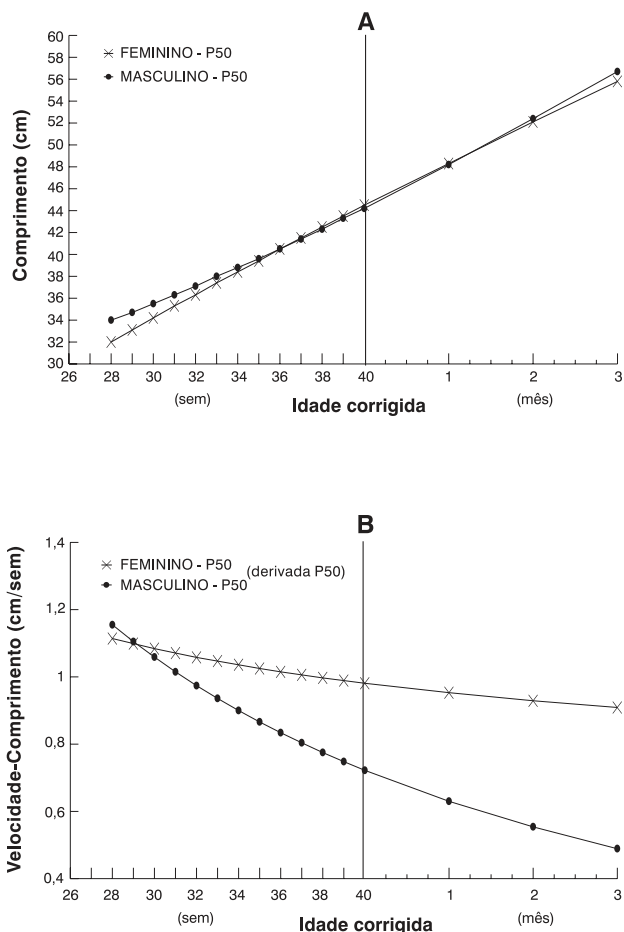 A
60
58
56
54
52
50
48
46
44
42
40
38
36
34
32
30
Comprimento (cm)
FEMININO - P50
MASCULINO - P50
26 28 30 32 34 36 38 40 1 2 3
(sem) Idade corrigida (mês)
B
1,4
1,2
1
0,8
0,6
0,4
Velocidade-Comprimento (cm/sem)
FEMININO - P50
(derivada P50)
MASCULINO - P50
26 28 30 32 34 36 38 40 1 2 3
(sem) Idade corrigida (mês)